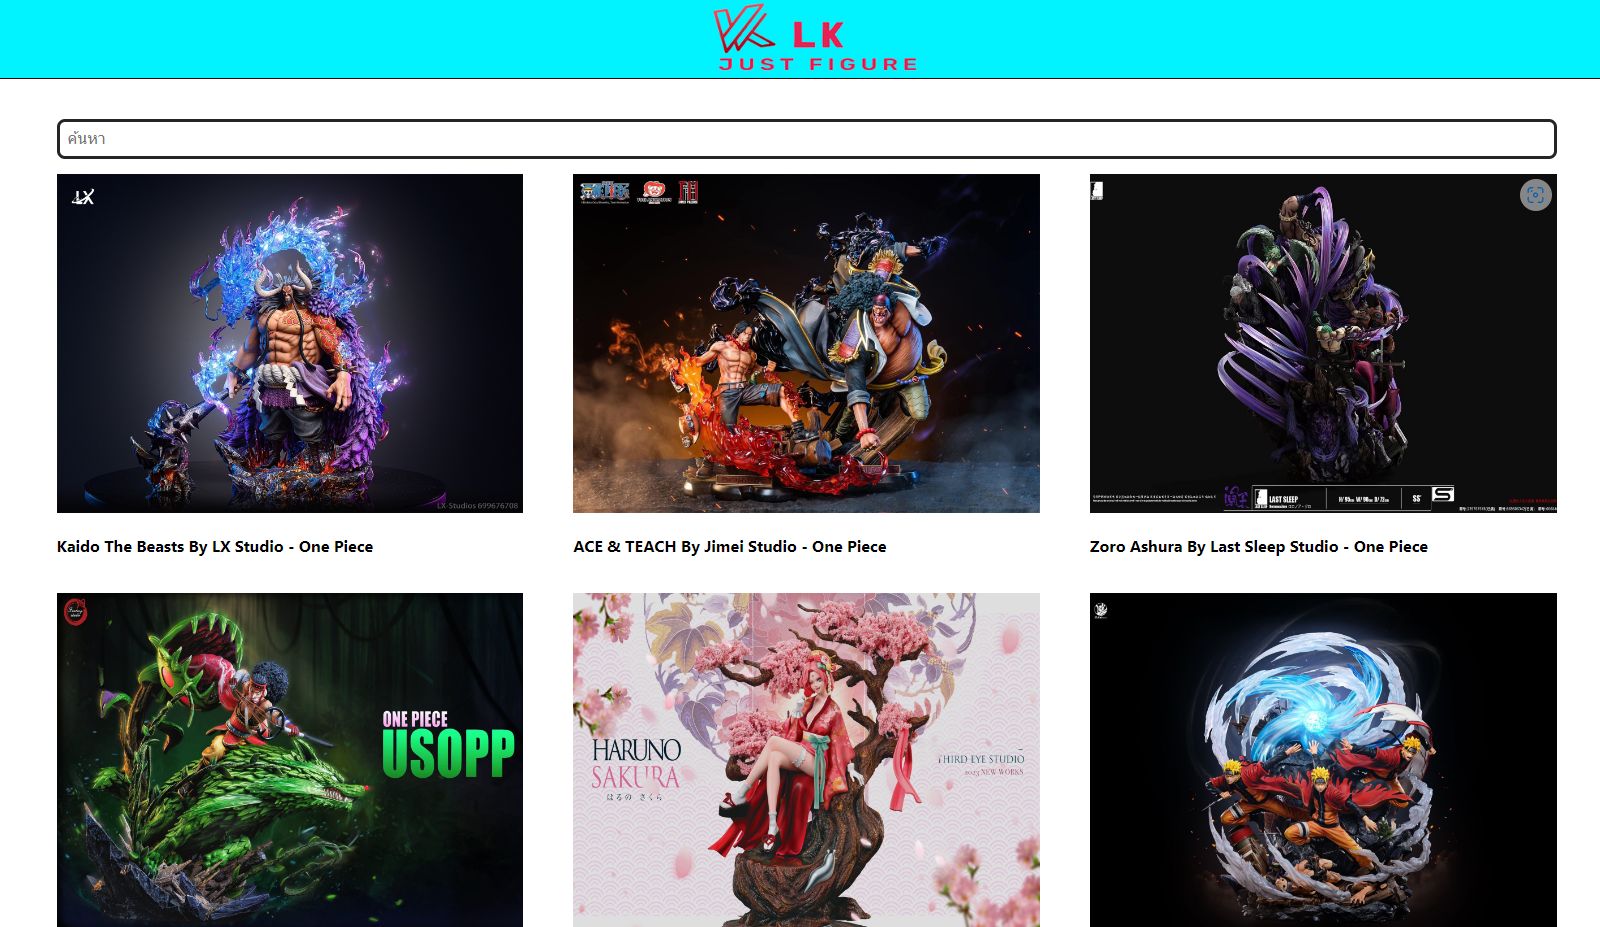 LK
JUST FIGURE
ค้นหา
LX
LX-Studios 699676708
LAST SLEEP
Kaido The Beasts By LX Studio - One Piece
ACE & TEACH By Jimei Studio - One Piece
Zoro Ashura By Last Sleep Studio - One Piece
ONE PIECE
USOPP
HARUNO
SAKURA
はるの さくら
THIRD EYE STUDIO
2023 NEW WORKS